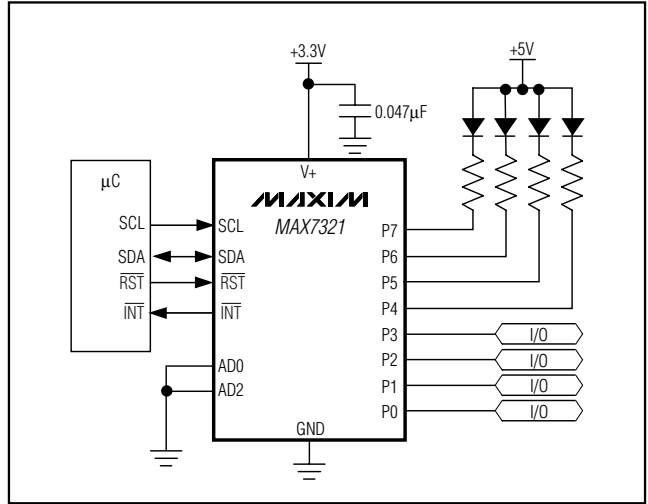 +3.3V
+5V
0.047μF
μC
V+
MAXIM
MAX7321
SCL
SCL
SDA
SDA
RST
RST
INT
INT
AD0
AD2
P7
P6
P5
P4
P3
I/O
P2
I/O
P1
I/O
P0
I/O
GND